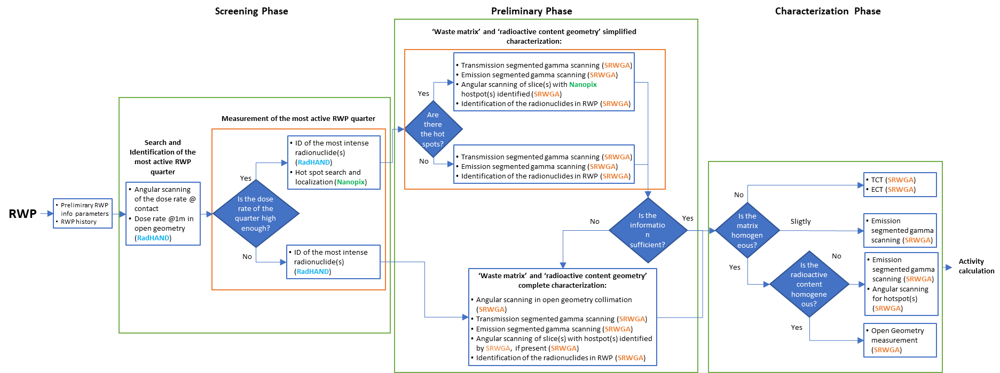 Screening Phase
Preliminary Phase
Characterization Phase
RWP
• Preliminary RWP
info parameters
• RWP history
Search and
Identification of the
most active RWP
quarter
• Angular scanning
of the dose rate @
contact
• Dose rate @1m in
open geometry
(RadHAND)
Measurement of the most active RWP quarter
Is the dose
rate of the
quarter high
enough?
Yes
No
• ID of the most intense
radionuclide(s)
(RadHAND)
• Hot spot search and
localization (Nanopix)
• ID of the most intense
radionuclide(s)
(RadHAND)
‘Waste matrix’ and ‘radioactive content geometry’ simplified
characterization:
Are
there
the hot
spots?
Yes
No
• Transmission segmented gamma scanning (SRWGA)
• Emission segmented gamma scanning (SRWGA)
• Angular scanning of slice(s) with Nanopix
hostpot(s) identified (SRWGA)
• Identification of the radionuclides in RWP (SRWGA)
• Transmission segmented gamma scanning (SRWGA)
• Emission segmented gamma scanning (SRWGA)
• Identification of the radionuclides in RWP (SRWGA)
Is the
informatio
n
sufficient?
No
Yes
‘Waste matrix’ and ‘radioactive content geometry’
complete characterization:
• Angular scanning in open geometry collimation
(SRWGA)
• Transmission segmented gamma scanning (SRWGA)
• Emission segmented gamma scanning (SRWGA)
• Angular scanning of slice(s) with hostpot(s) identified
by SRWGA, if present (SRWGA)
• Identification of the radionuclides in RWP (SRWGA)
Is the
matrix
homogen
eous?
No
Sligtly
Yes
• TCT (SRWGA)
• ECT (SRWGA)
• Emission
segmented gamma
scanning (SRWGA)
Is the
radioactive
content
homogene
ous?
No
Yes
• Emission
segmented gamma
scanning (SRWGA)
• Angular scanning
for hotspot(s)
(SRWGA)
• Open Geometry
measurement
(SRWGA)
Activity
calculation